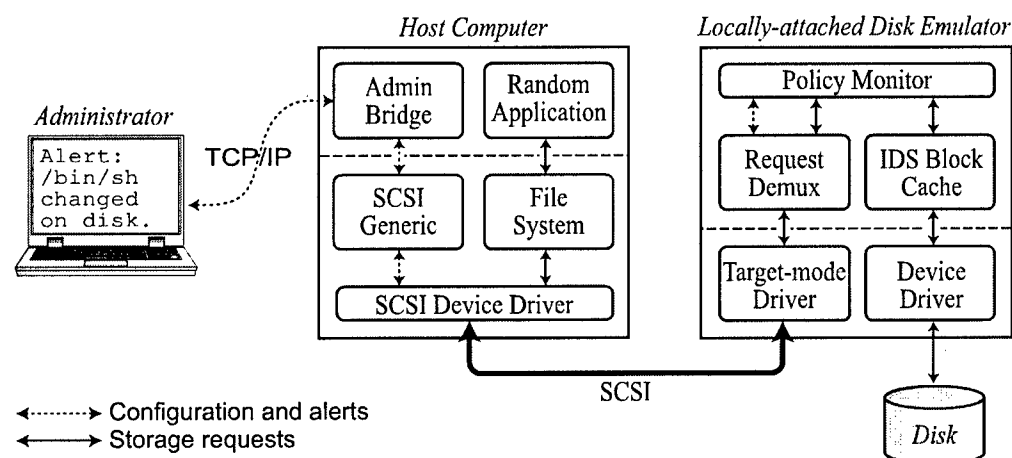 Host Computer
Locally-attached Disk Emulator
Administrator
Alert:
/bin/sh
changed
on disk.
TCP/IP
Admin
Bridge
Random
Application
SCSI
Generic
File
System
SCSI Device Driver
Policy Monitor
Request
Demux
IDS Block
Cache
Target-mode
Driver
Device
Driver
SCSI
Disk
Configuration and alerts
Storage requests